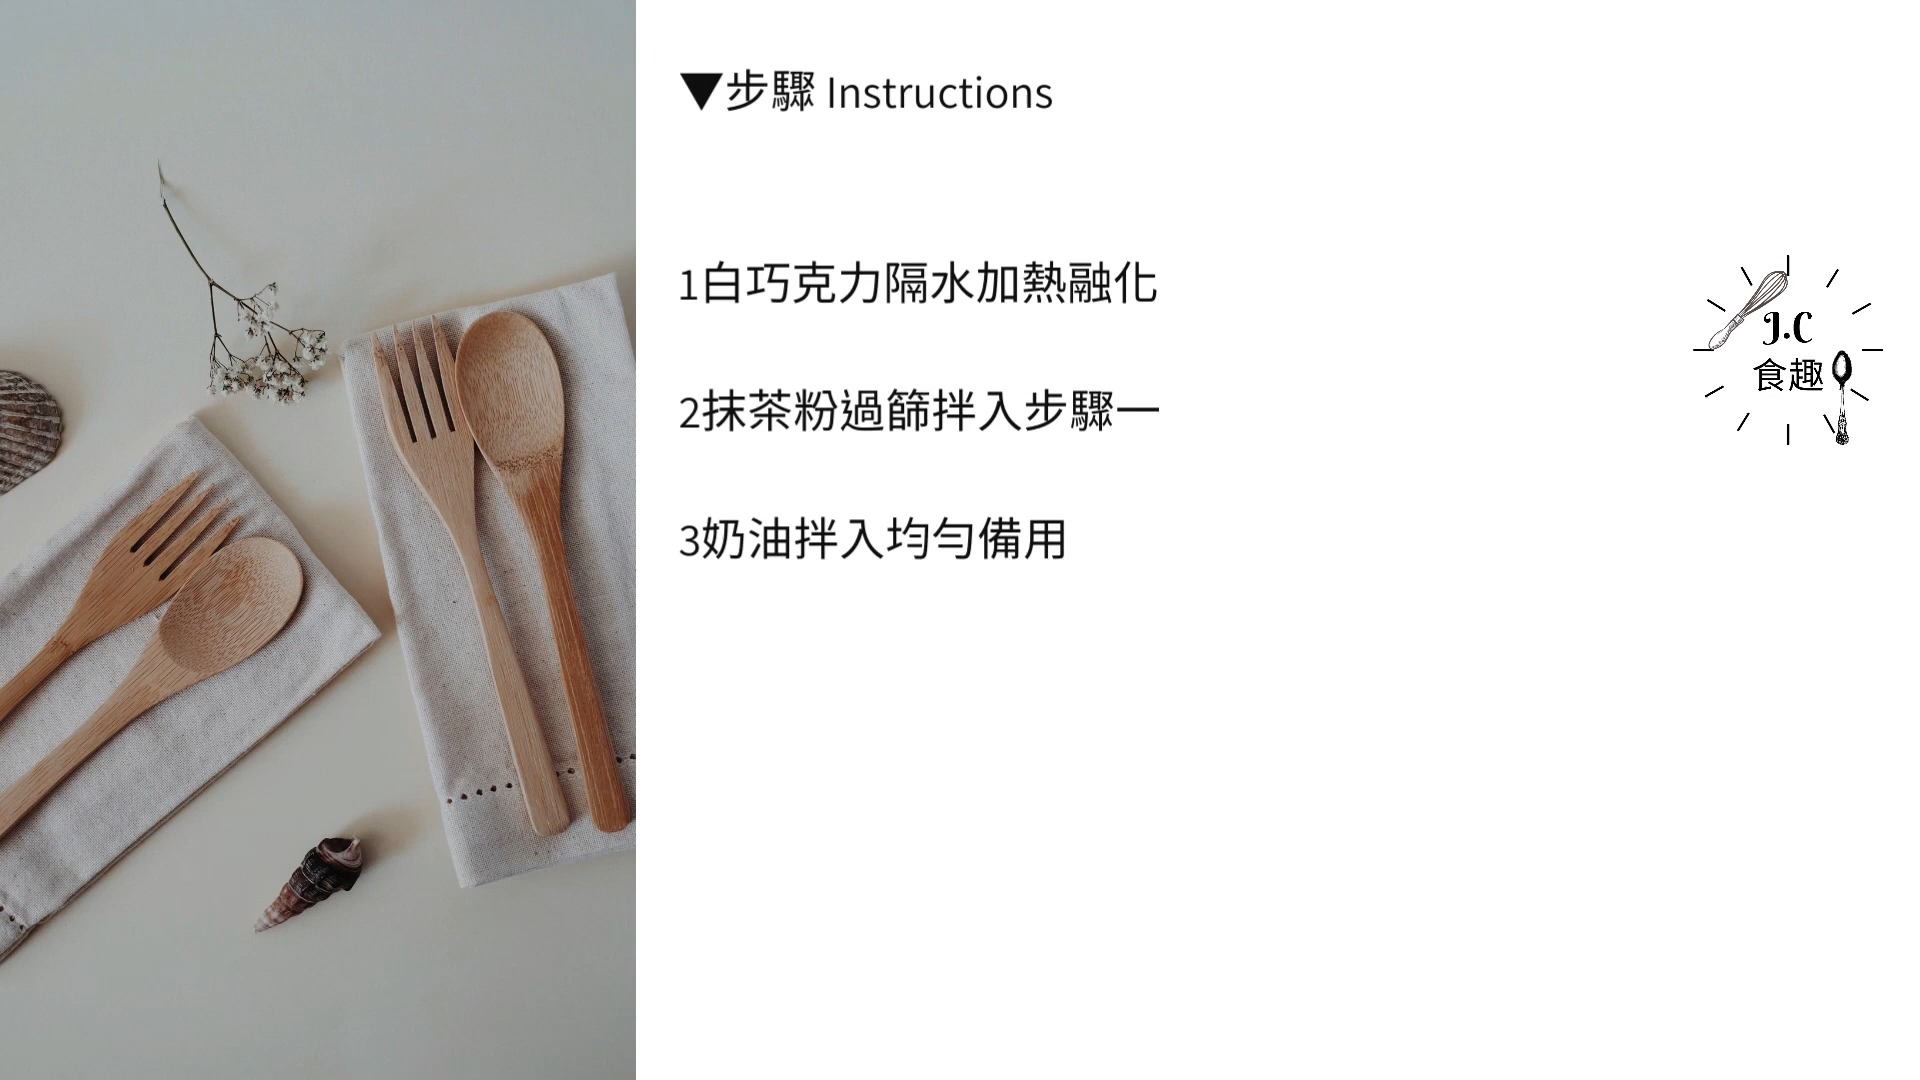 ▼步驟 Instructions
1白巧克力隔水加熱融化
2抹茶粉過篩拌入步驟一
3奶油拌入均勻備用
J.C
食趣